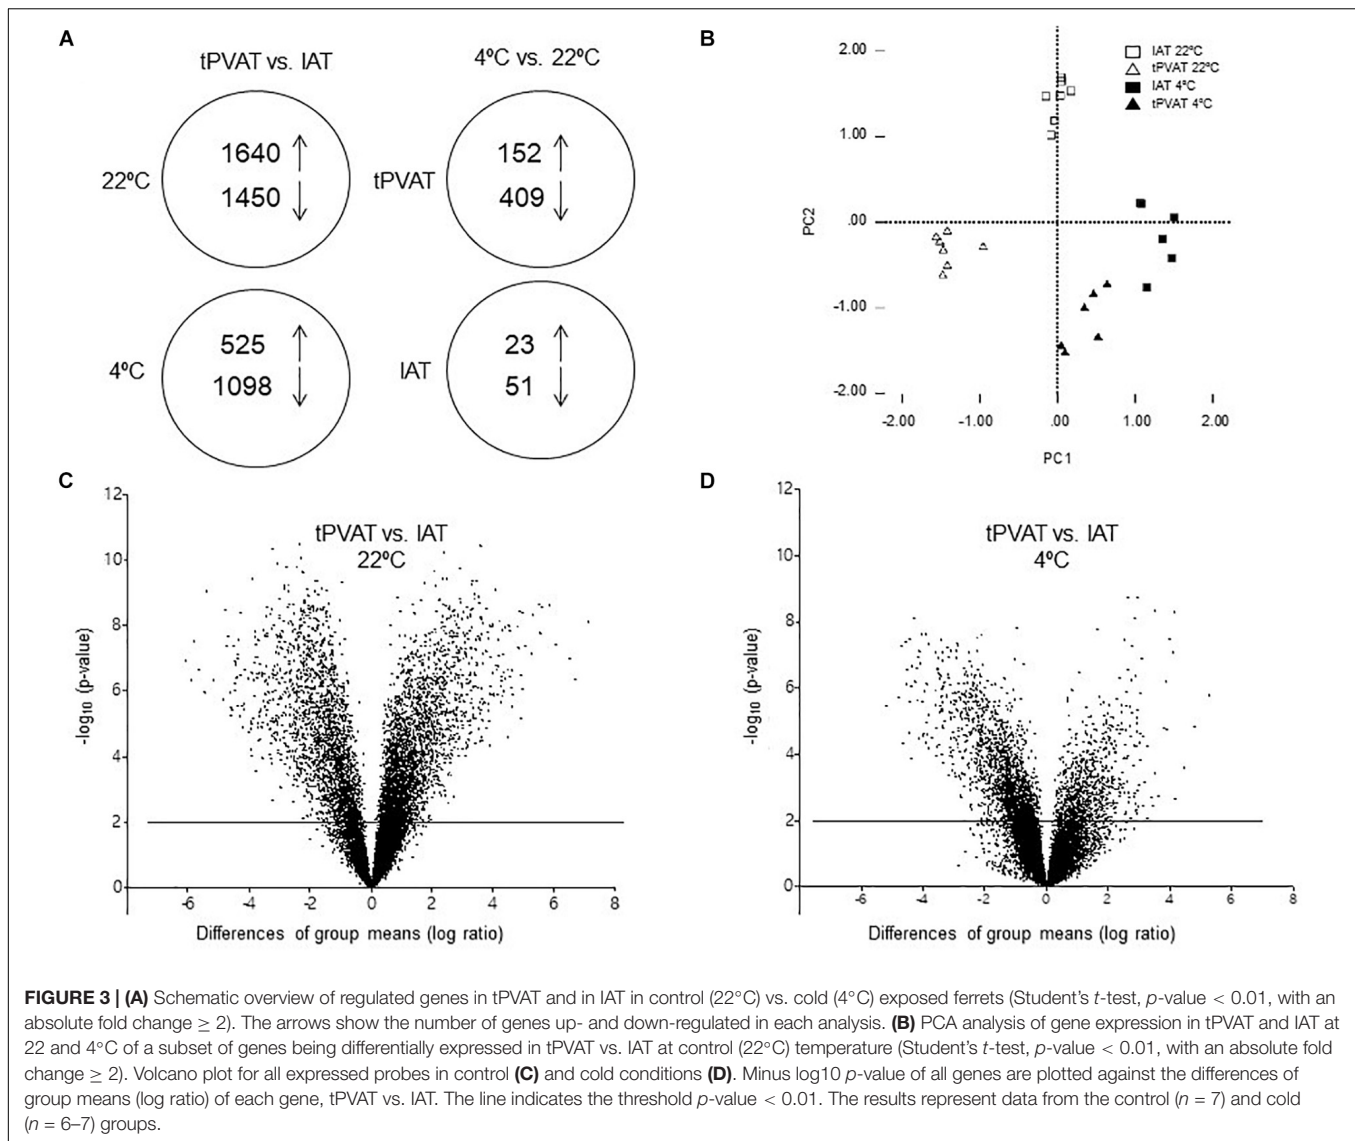 A
tPVAT vs. IAT
4ºC vs. 22ºC
22ºC
1640
1450
tPVAT
152
409
4ºC
525
1098
IAT
23
51
B
IAT 22ºC
tPVAT 22ºC
IAT 4ºC
tPVAT 4ºC
2.00
1.00
.00
-1.00
-2.00
PC2
-2.00 -1.00 .00 1.00 2.00
PC1
C
tPVAT vs. IAT
22ºC
12
10
8
6
4
2
0
-log10 (p-value)
-6 -4 -2 0 2 4 6 8
Differences of group means (log ratio)
D
tPVAT vs. IAT
4ºC
12
10
8
6
4
2
0
-log10 (p-value)
-6 -4 -2 0 2 4 6 8
Differences of group means (log ratio)
FIGURE 3 | (A) Schematic overview of regulated genes in tPVAT and in IAT in control (22°C) vs. cold (4°C) exposed ferrets (Student's t-test, p-value < 0.01, with an
absolute fold change ≥ 2). The arrows show the number of genes up- and down-regulated in each analysis. (B) PCA analysis of gene expression in tPVAT and IAT at
22 and 4°C of a subset of genes being differentially expressed in tPVAT vs. IAT at control (22°C) temperature (Student's t-test, p-value < 0.01, with an absolute fold
change ≥ 2). Volcano plot for all expressed probes in control (C) and cold conditions (D). Minus log10 p-value of all genes are plotted against the differences of
group means (log ratio) of each gene, tPVAT vs. IAT. The line indicates the threshold p-value < 0.01. The results represent data from the control (n = 7) and cold
(n = 6–7) groups.